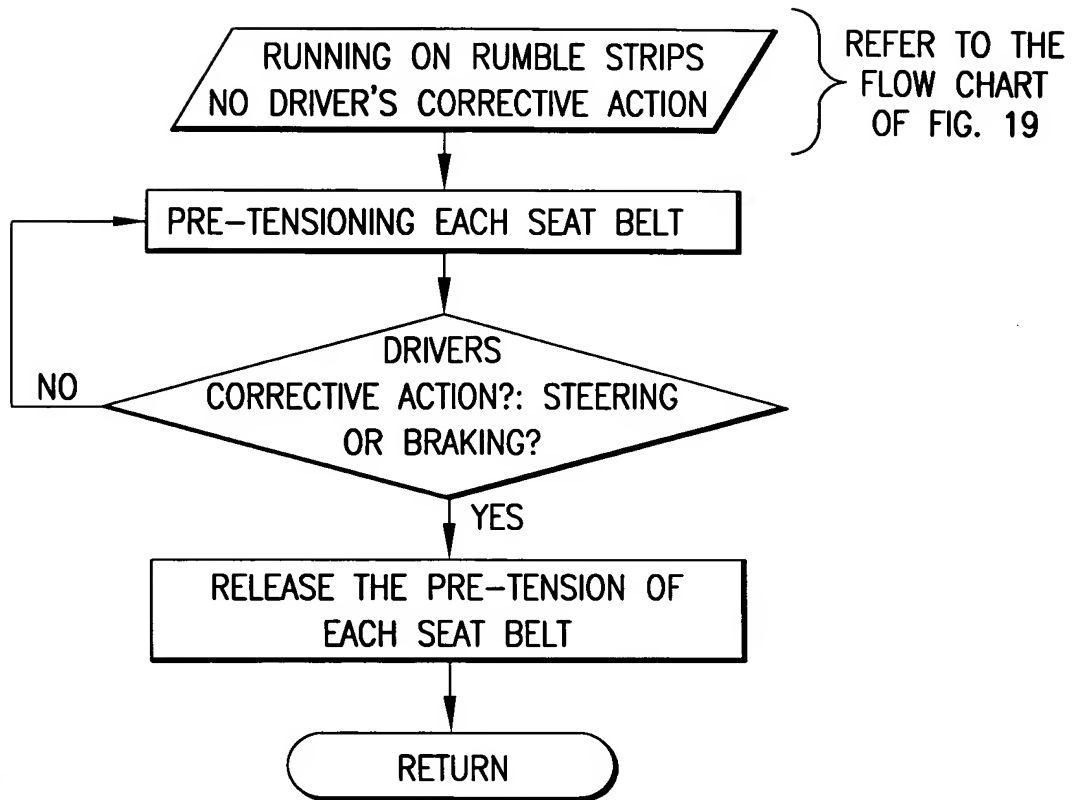 RUNNING ON RUMBLE STRIPS
NO DRIVER'S CORRECTIVE ACTION
REFER TO THE
FLOW CHART
OF FIG. 19
PRE-TENSIONING EACH SEAT BELT
DRIVERS
CORRECTIVE ACTION?: STEERING
OR BRAKING?
NO
YES
RELEASE THE PRE-TENSION OF
EACH SEAT BELT
RETURN